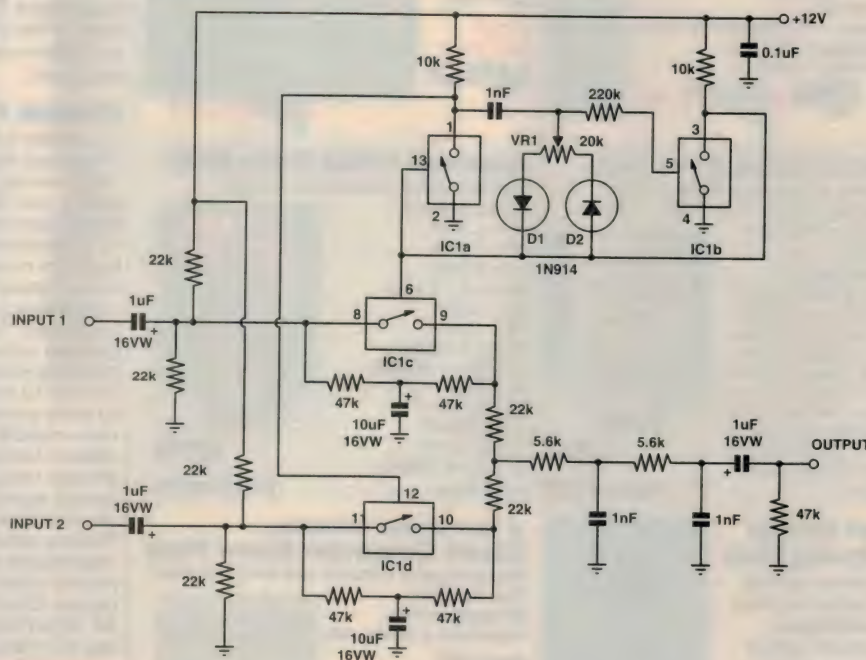 +12V
10k
10k
0.1uF
1nF
220k
1
3
VR1
20k
13
5
2
4
D1
D2
IC1a
IC1b
1N914
22k
6
1uF
INPUT 1
8
9
16VW
+
IC1c
22k
47k
+
47k
10uF
16VW
22k
1uF
16VW
5.6k
5.6k
OUTPUT
22k
+
12
1uF
16VW
22k
INPUT 2
11
10
1nF
1nF
47k
+
IC1d
22k
47k
+
47k
10uF
16VW